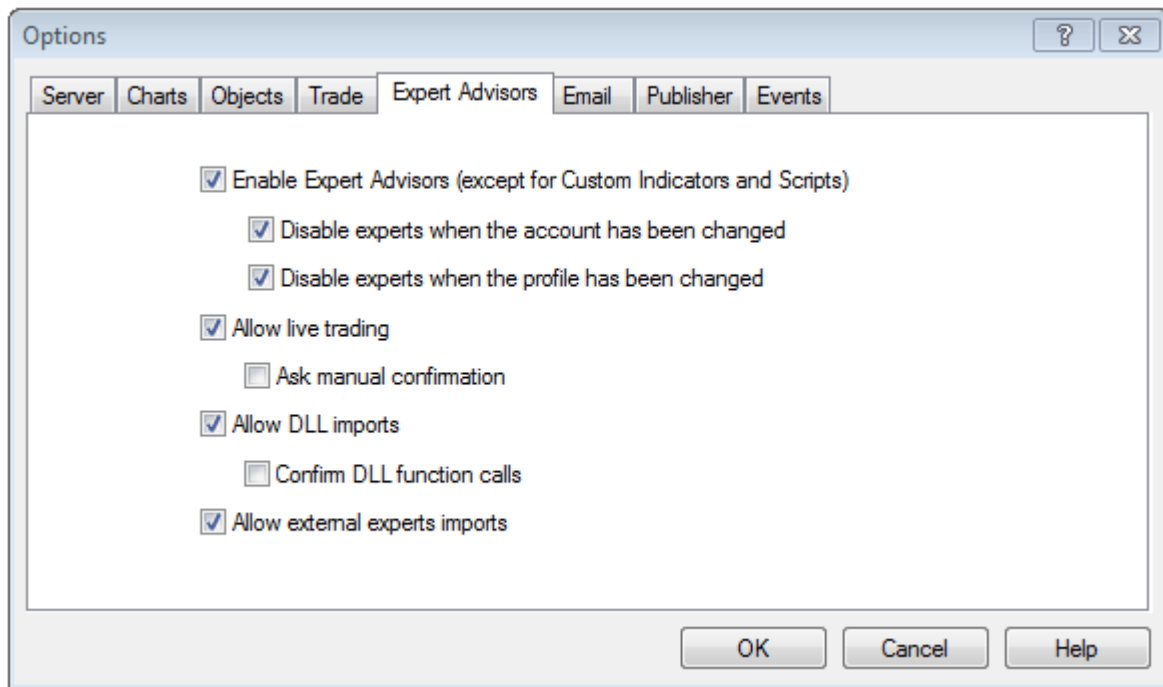 Options
Server Charts Objects Trade Expert Advisors Email Publisher Events
Enable Expert Advisors (except for Custom Indicators and Scripts)
Disable experts when the account has been changed
Disable experts when the profile has been changed
Allow live trading
Ask manual confirmation
Allow DLL imports
Confirm DLL function calls
Allow external experts imports
OK Cancel Help